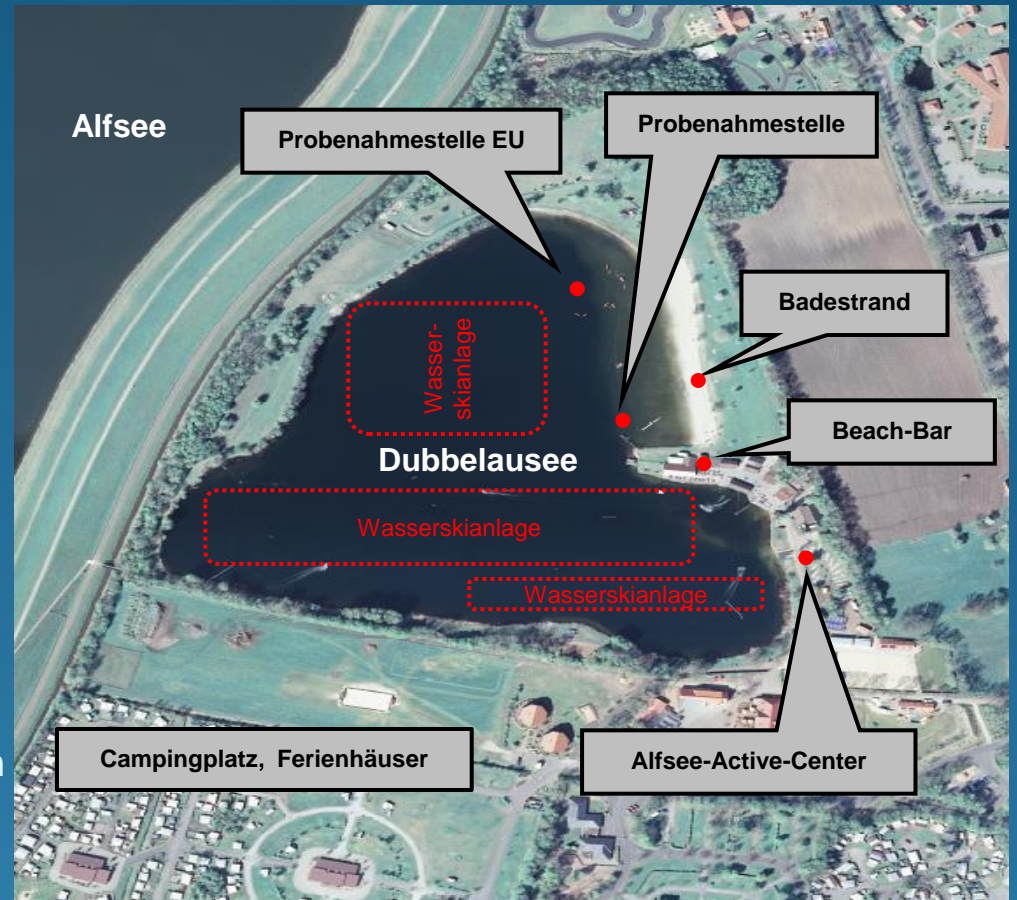 Alfsee
Probenahmestelle EU
Probenahmestelle
Badestrand
Wasser-
skianlage
Beach-Bar
Dubbelausee
Wasserskianlage
Wasserskianlage
Campingplatz, Ferienhäuser
Alfsee-Active-Center
n